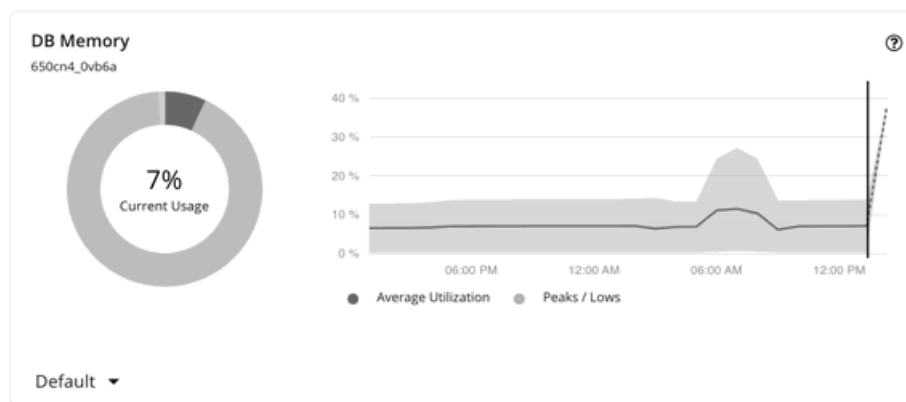 DB Memory
650cn4_0vb6a
7%
Current Usage
40 %
30 %
20 %
10 %
0 %
06:00 PM 12:00 AM 06:00 AM 12:00 PM
Average Utilization Peaks / Lows
Default